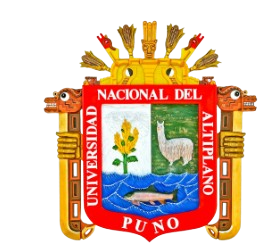 UNIVERSIDAD
NACIONAL DEL
ALTIPLANO
PUNO